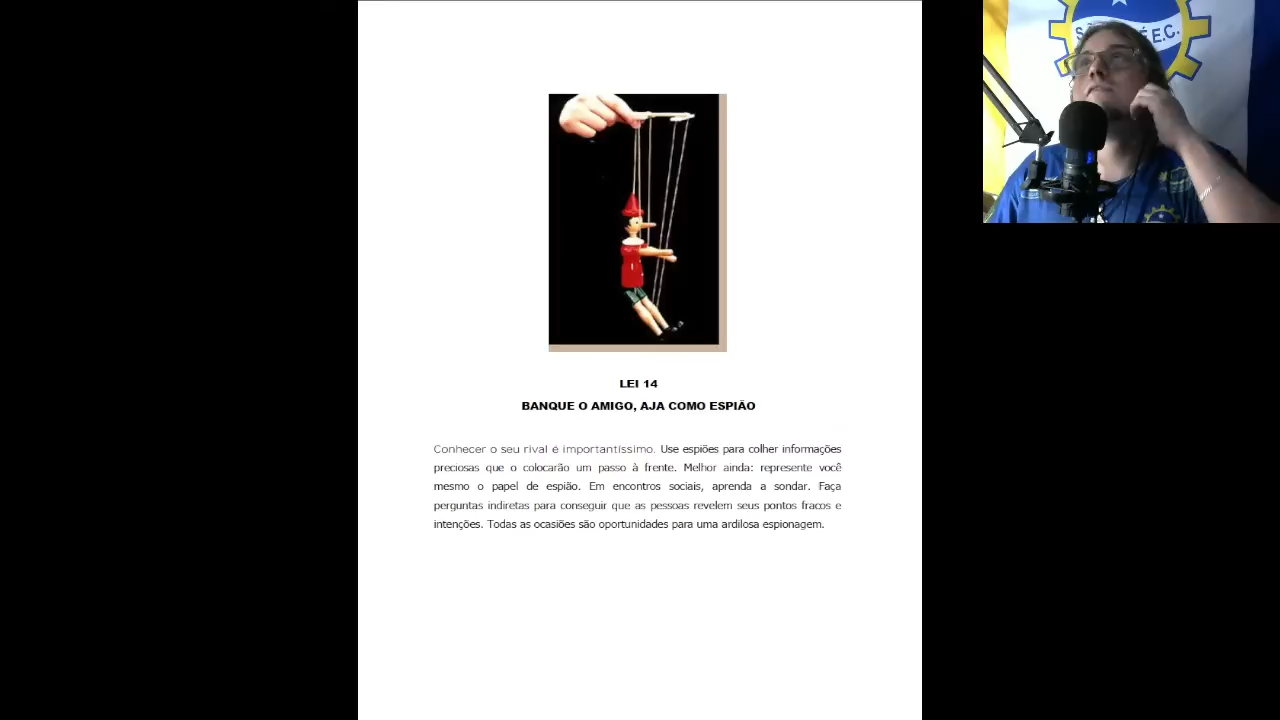 LEI 14
BANQUE O AMIGO, AJA COMO ESPIÃO
Conhecer o seu rival é importantíssimo. Use espiões para colher informações
preciosas que o colocarão um passo à frente. Melhor ainda: represente você
mesmo o papel de espião. Em encontros sociais, aprenda a sondar. Faça
perguntas indiretas para conseguir que as pessoas revelem seus pontos fracos e
intenções. Todas as ocasiões são oportunidades para uma ardilosa espionagem.
E.C.